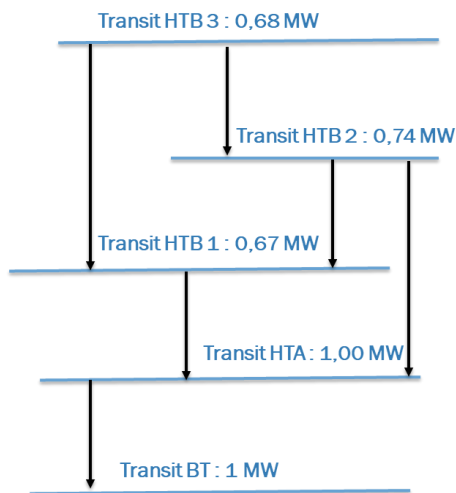 Transit HTB 3 : 0,68 MW
Transit HTB 2 : 0,74 MW
Transit HTB 1 : 0,67 MW
Transit HTA : 1,00 MW
Transit BT : 1 MW